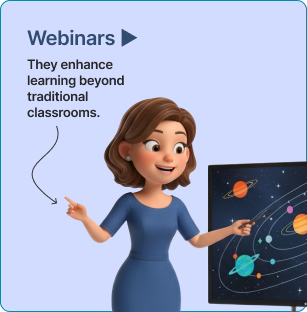 Webinars ▶
They enhance
learning beyond
traditional
classrooms.